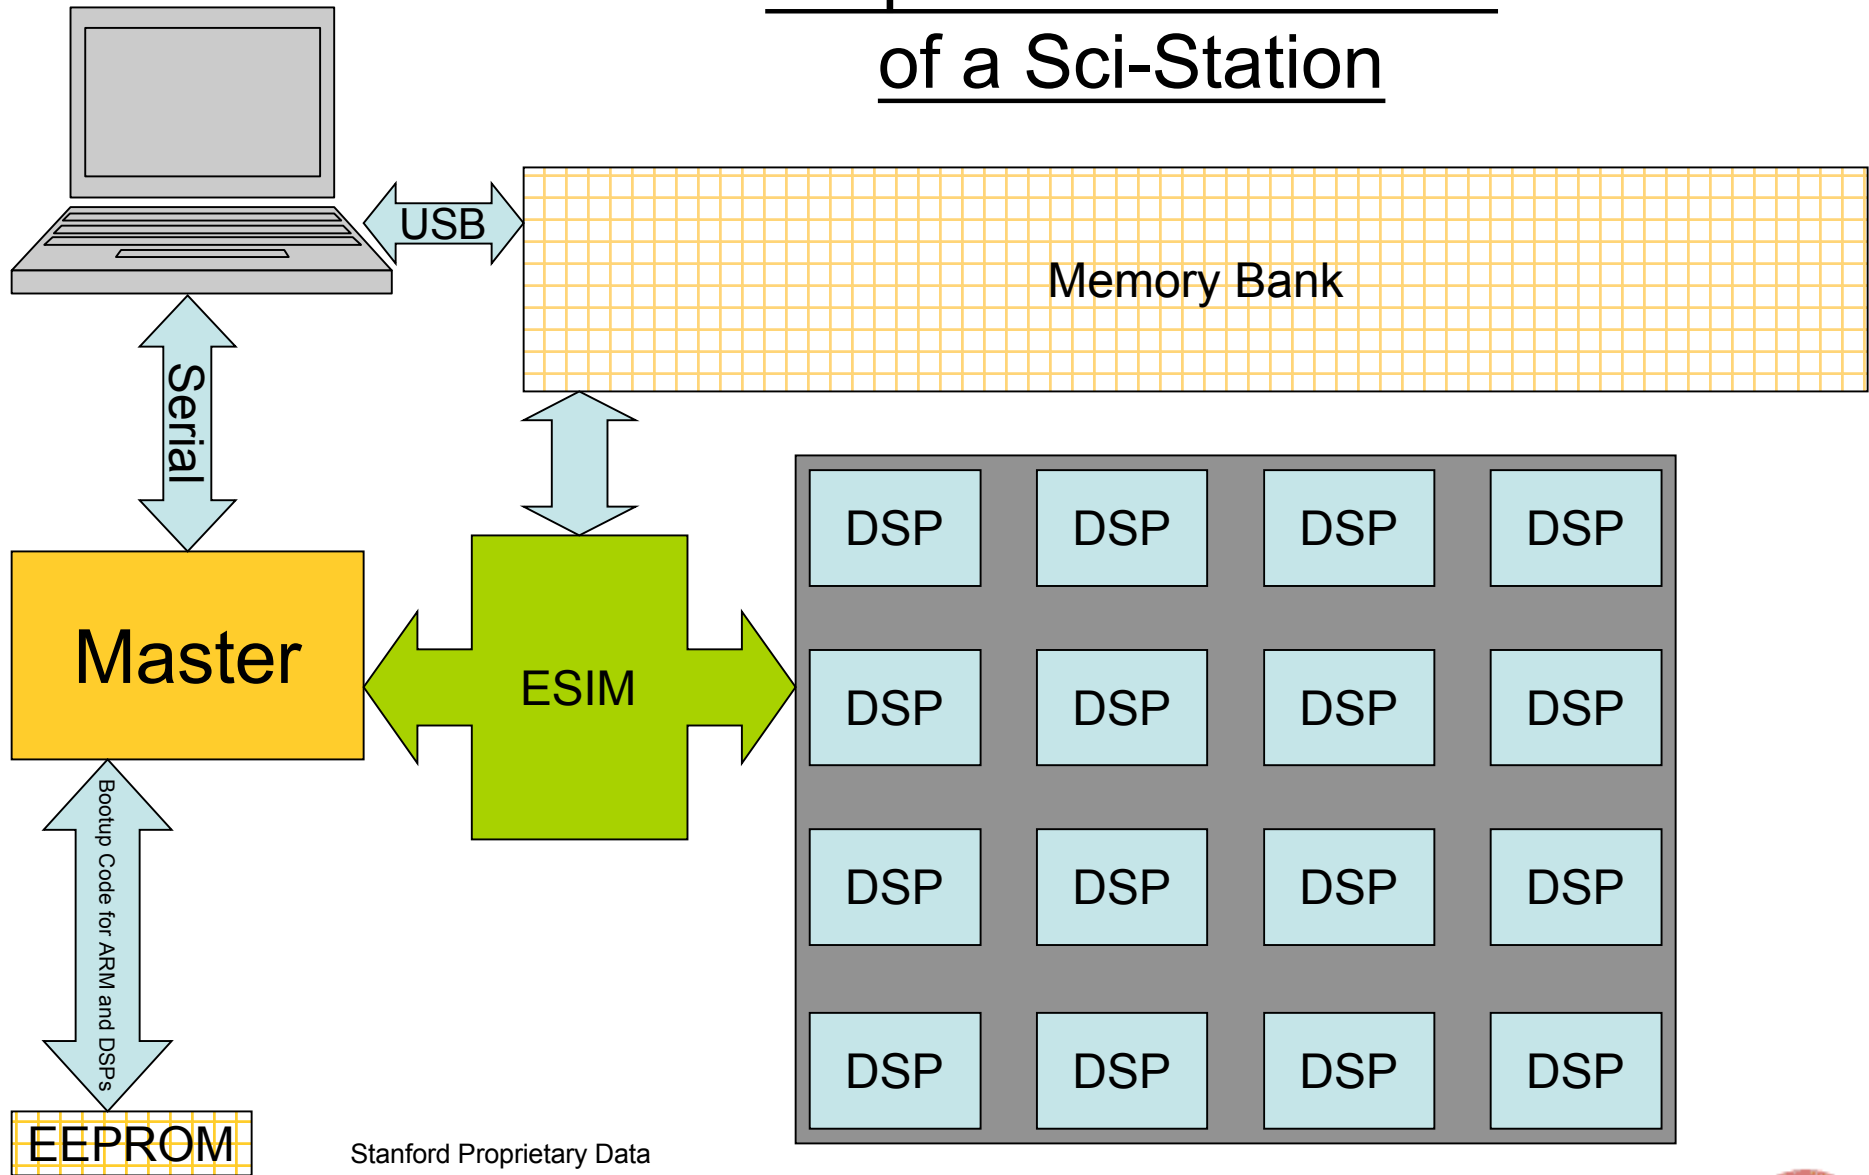 of a Sci-Station
USB
Memory Bank
Serial
DSP DSP DSP DSP
Master
ESIM
DSP DSP DSP DSP
Bootup Code for ARM and DSPs
DSP DSP DSP DSP
DSP DSP DSP DSP
EEPROM
Stanford Proprietary Data